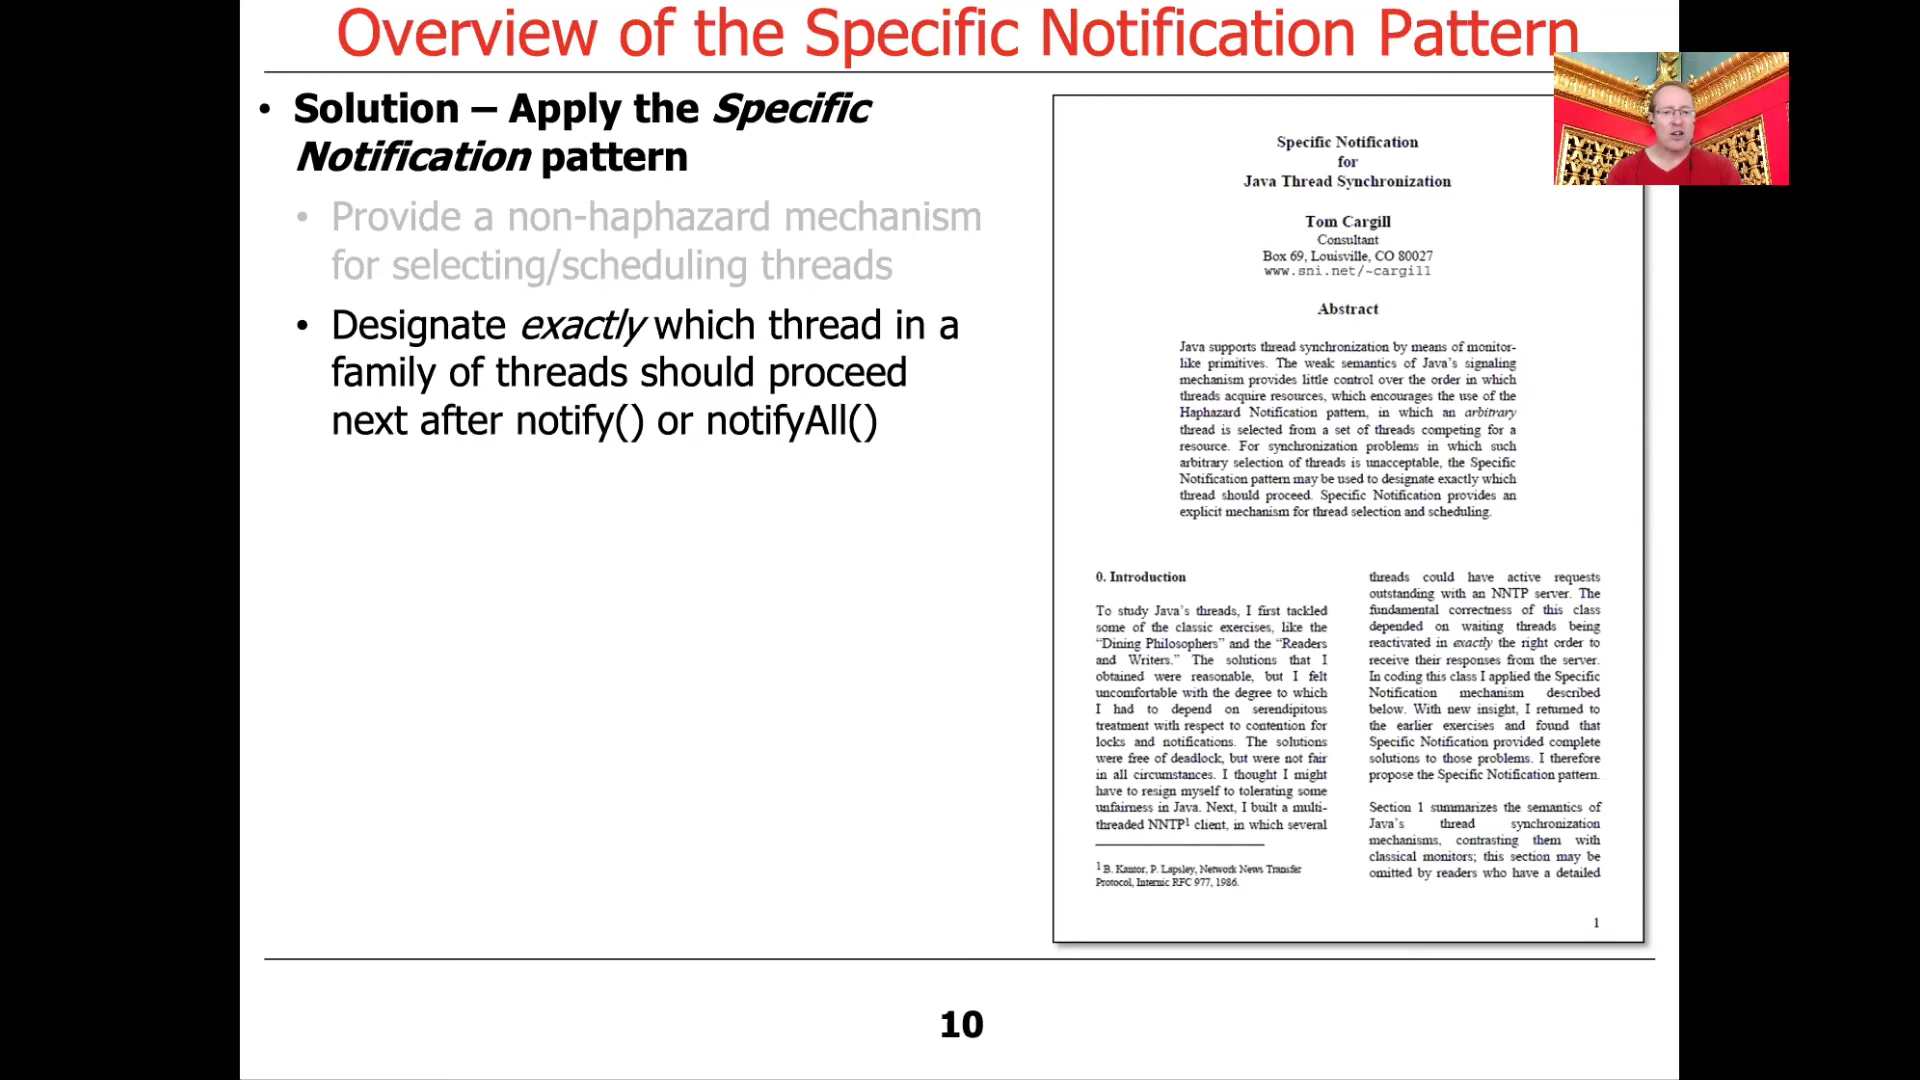 Overview of the Specific Notification Pattern
• Solution – Apply the Specific
Notification pattern
• Provide a non-haphazard mechanism
for selecting/scheduling threads
• Designate exactly which thread in a
family of threads should proceed
next after notify() or notifyAll()
Specific Notification
for
Java Thread Synchronization
Tom Cargill
Consultant
Box 69, Louisville, CO 80027
www.sni.net/~cargill
Abstract
Java supports thread synchronization by means of monitor-
like primitives. The weak semantics of Java's signaling
mechanism provides little control over the order in which
threads acquire resources, which encourages the use of the
Haphazard Notification pattern, in which an arbitrary
thread is selected from a set of threads competing for a
resource. For synchronization problems in which such
arbitrary selection of threads is unacceptable, the Specific
Notification pattern may be used to designate exactly which
thread should proceed. Specific Notification provides an
explicit mechanism for thread selection and scheduling.
0. Introduction
To study Java's threads, I first tackled
some of the classic exercises, like the
“Dining Philosophers” and the “Readers
and Writers.” The solutions that I
obtained were reasonable, but I felt
uncomfortable with the degree to which
I had to depend on serendipitous
treatment with respect to contention for
locks and notifications. The solutions
were free of deadlock, but were not fair
in all circumstances. I thought I might
have to resign myself to tolerating some
unfairness in Java. Next, I built a multi-
threaded NNTP¹ client, in which several
¹ B. Kantor, P. Lapsley, Network News Transfer
Protocol, Internic RFC 977, 1986.
threads could have active requests
outstanding with an NNTP server. The
fundamental correctness of this class
depended on waiting threads being
reactivated in exactly the right order to
receive their responses from the server.
In coding this class I applied the Specific
Notification mechanism described
below. With new insight, I returned to
the earlier exercises and found that
Specific Notification provided complete
solutions to those problems. I therefore
propose the Specific Notification pattern.
Section 1 summarizes the semantics of
Java's thread synchronization
mechanisms, contrasting them with
classical monitors; this section may be
omitted by readers who have a detailed
1
10